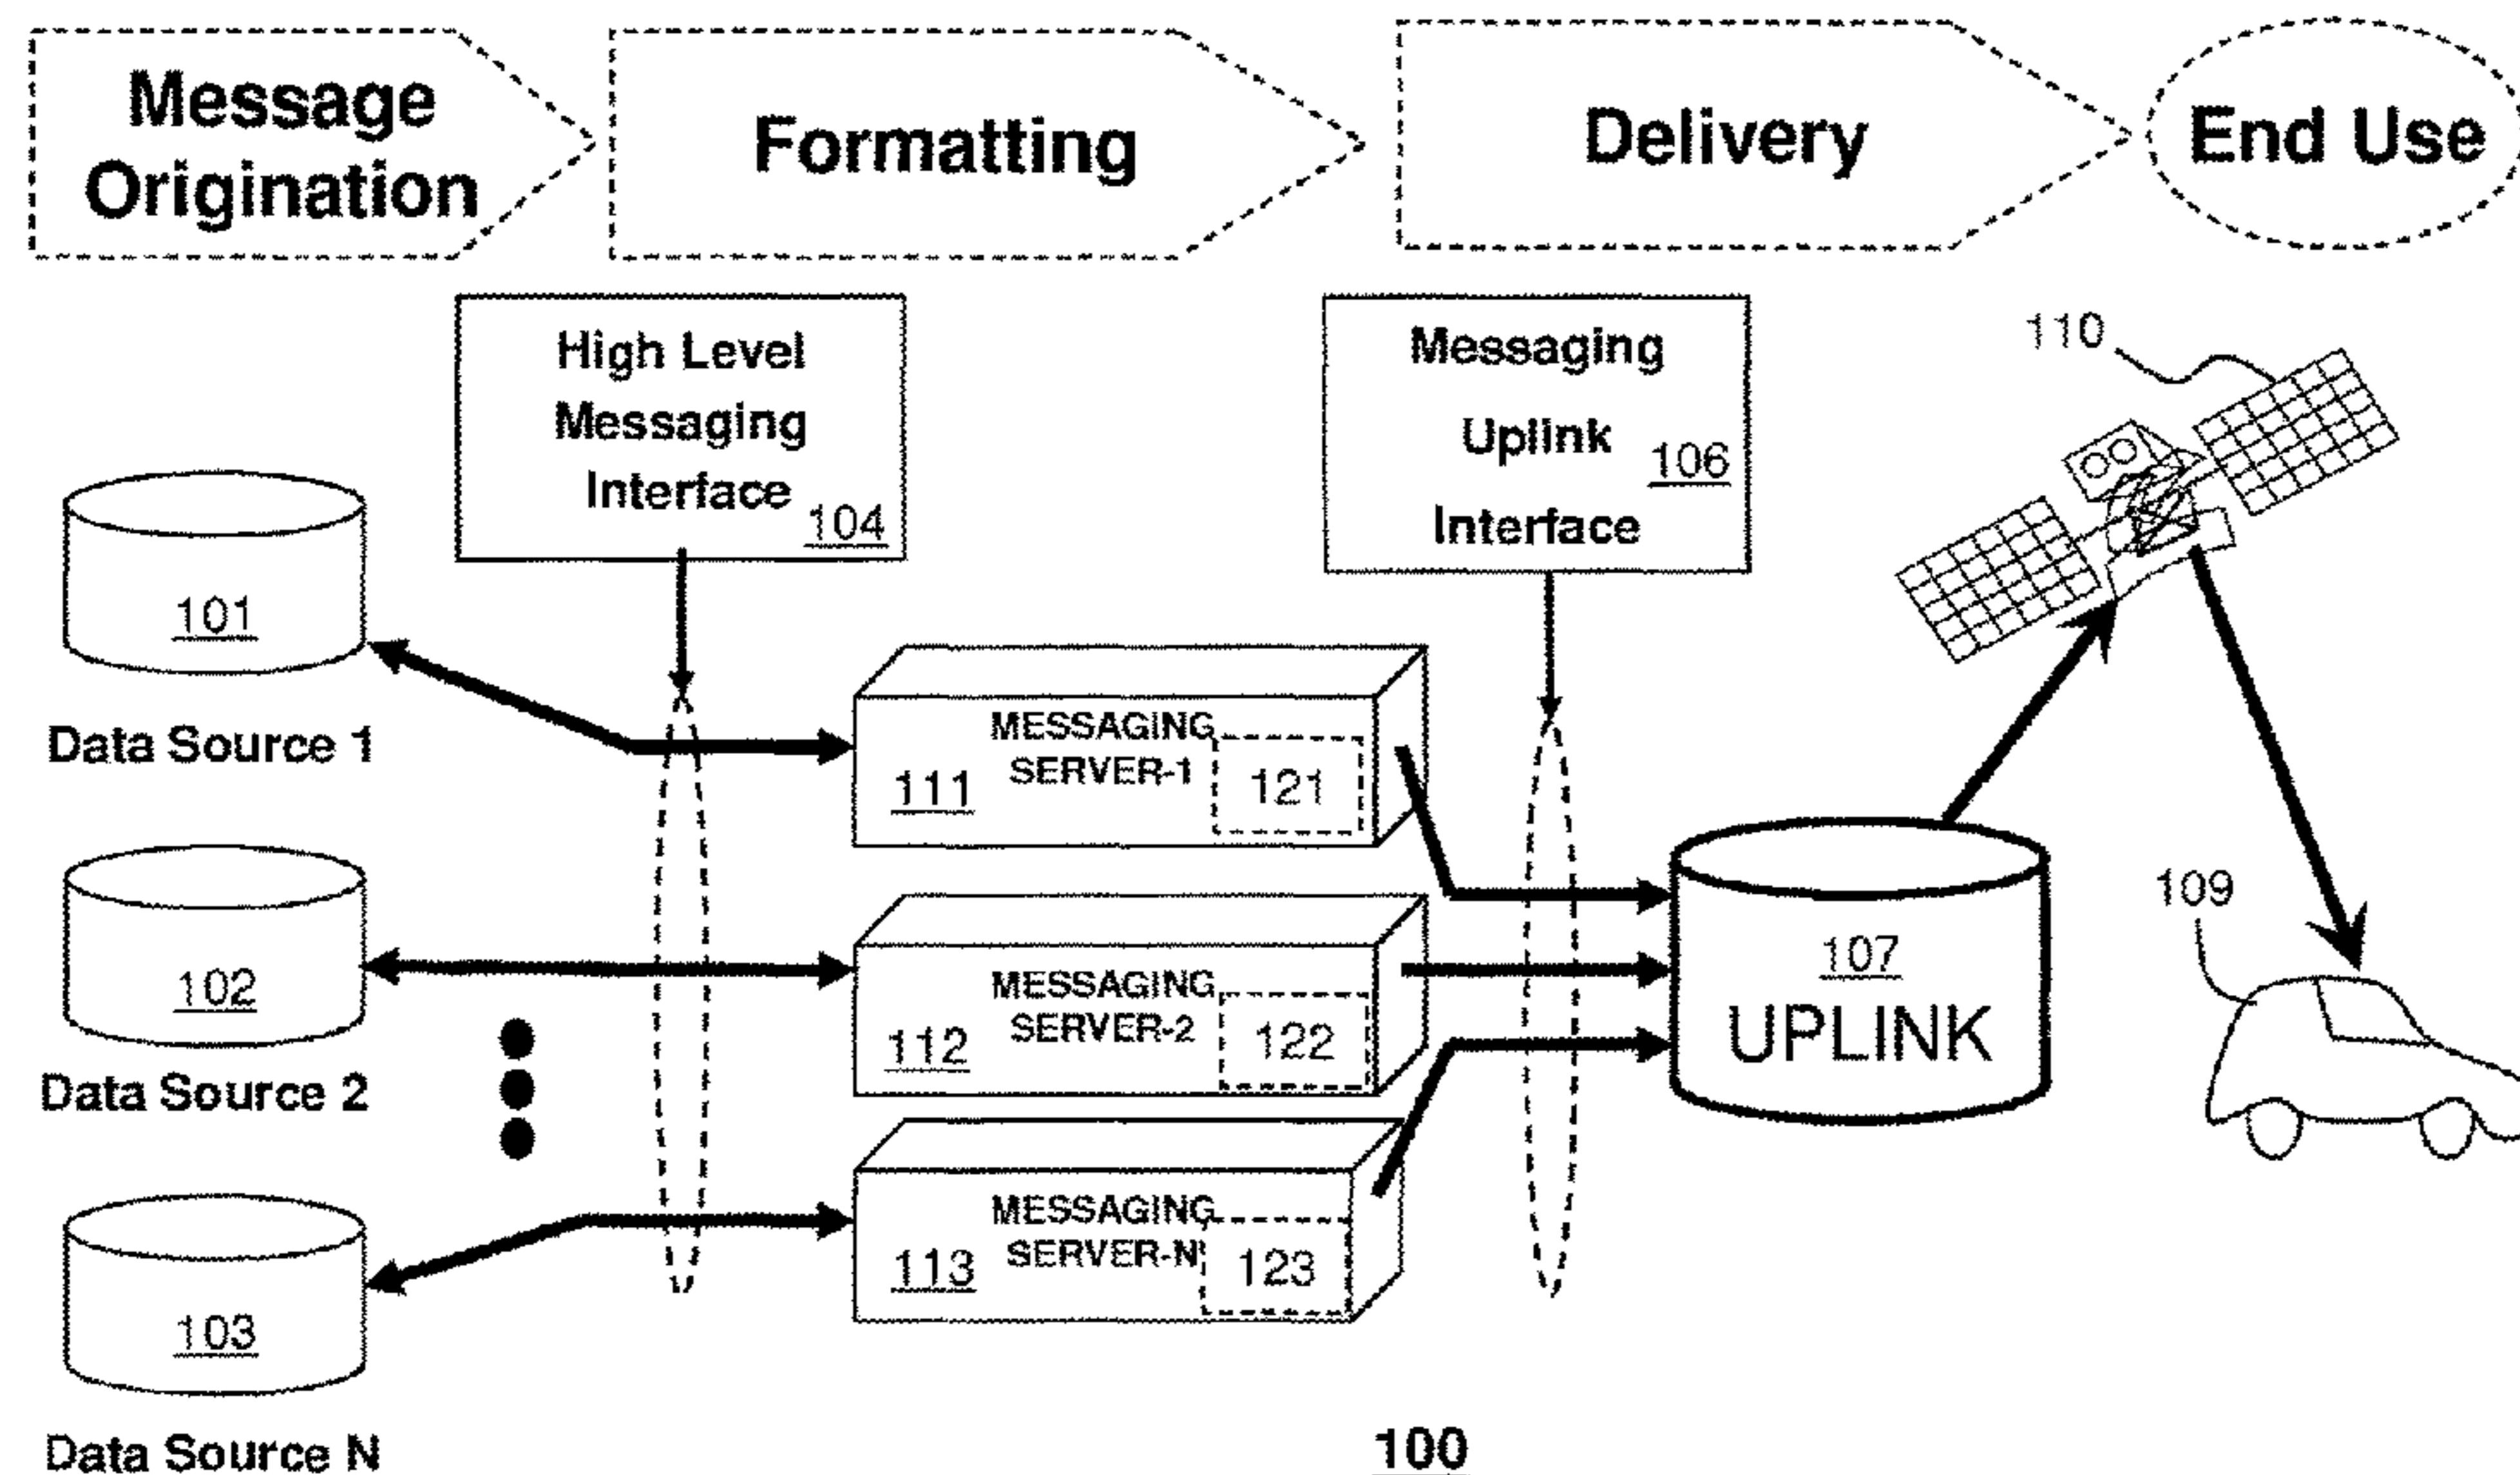 Message
Origination
Formatting
Delivery
End Use
High Level
Messaging
Interface
104
Messaging
Uplink
106
Interface
110
101
Data Source 1
MESSAGING
SERVER-1
111
121
102
Data Source 2
MESSAGING
SERVER-2
112
122
107
UPLINK
109
103
Data Source N
MESSAGING
SERVER-N
113
123
100